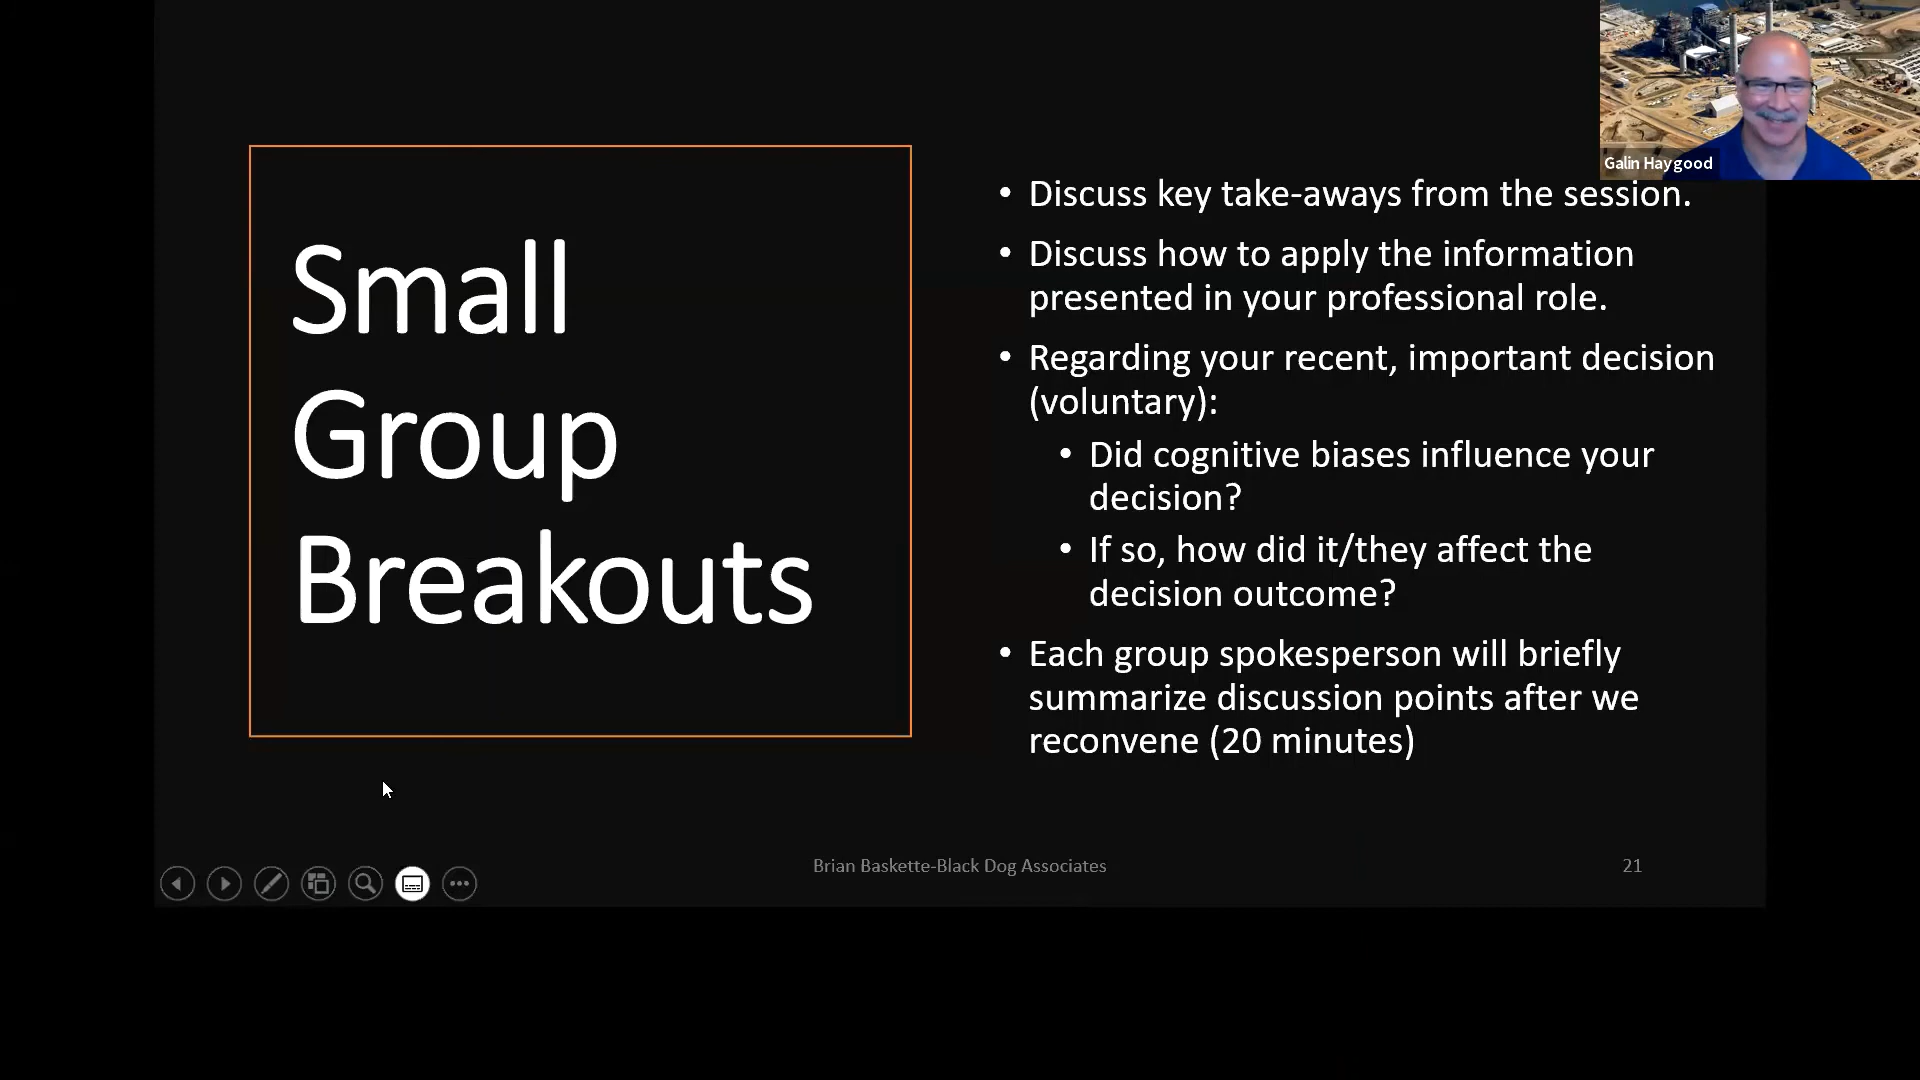 Galin Haygood
Small
Group
Breakouts
• Discuss key take-aways from the session.
• Discuss how to apply the information
presented in your professional role.
• Regarding your recent, important decision
(voluntary):
• Did cognitive biases influence your
decision?
• If so, how did it/they affect the
decision outcome?
• Each group spokesperson will briefly
summarize discussion points after we
reconvene (20 minutes)
Brian Baskette-Black Dog Associates
21